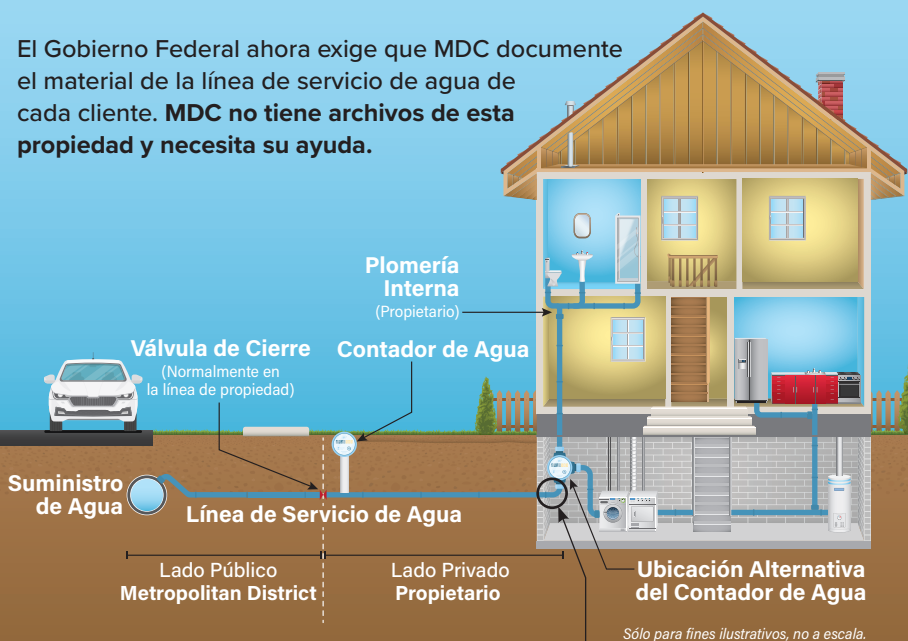 El Gobierno Federal ahora exige que MDC documente
el material de la línea de servicio de agua de
cada cliente. MDC no tiene archivos de esta
propiedad y necesita su ayuda.
Plomería
Interna
(Propietario)
Válvula de Cierre
(Normalmente en
la línea de propiedad)
Contador de Agua
Suministro
de Agua
Línea de Servicio de Agua
Lado Público
Metropolitan District
Lado Privado
Propietario
Ubicación Alternativa
del Contador de Agua
Sólo para fines ilustrativos, no a escala.